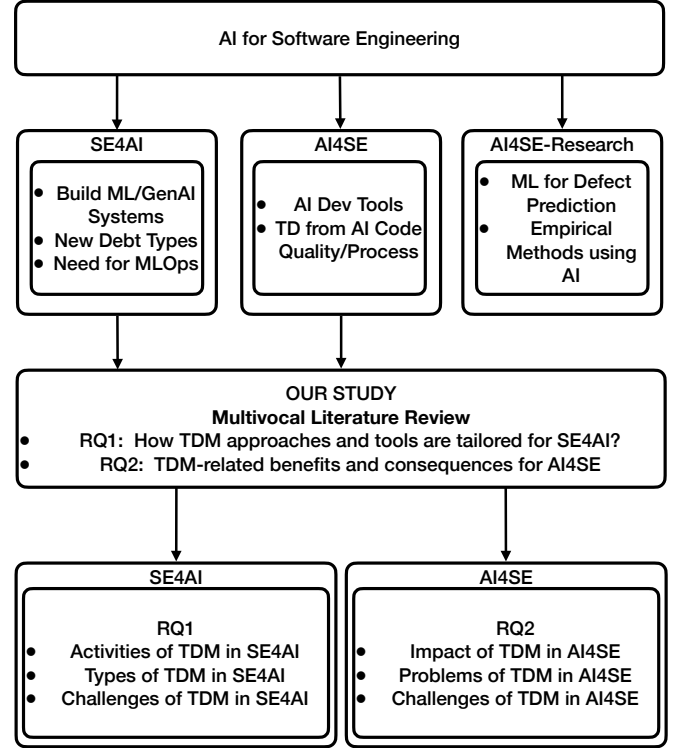 AI for Software Engineering
SE4AI
• Build ML/GenAI
Systems
• New Debt Types
• Need for MLOps
AI4SE
• AI Dev Tools
• TD from AI Code
Quality/Process
AI4SE-Research
• ML for Defect
Prediction
• Empirical
Methods using
AI
OUR STUDY
Multivocal Literature Review
• RQ1: How TDM approaches and tools are tailored for SE4AI?
• RQ2: TDM-related benefits and consequences for AI4SE
SE4AI
RQ1
• Activities of TDM in SE4AI
• Types of TDM in SE4AI
• Challenges of TDM in SE4AI
AI4SE
RQ2
• Impact of TDM in AI4SE
• Problems of TDM in AI4SE
• Challenges of TDM in AI4SE